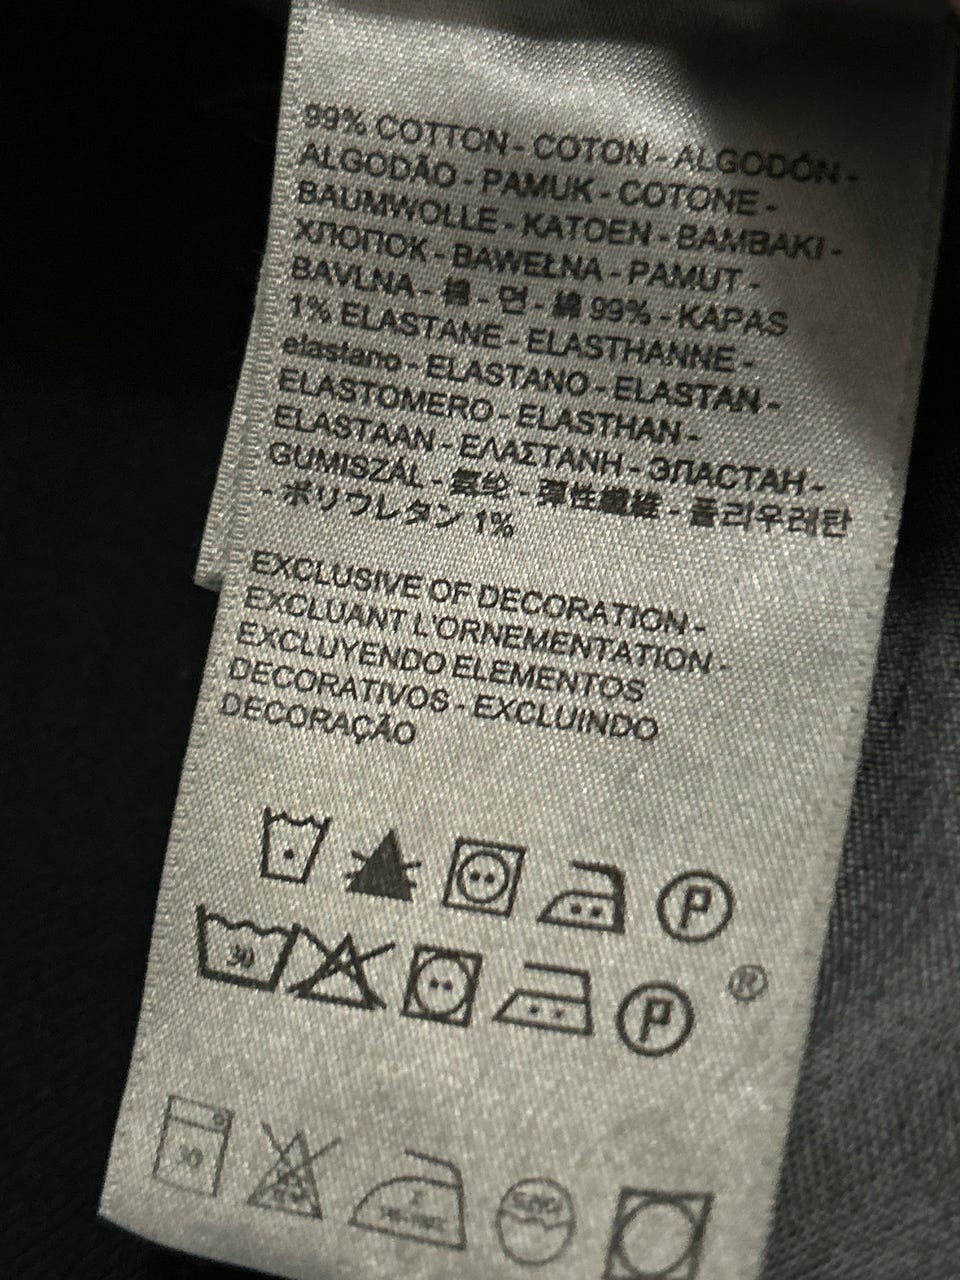 99% COTTON - COTON - ALGODÓN -
ALGODÃO - PAMUK - COTONE -
BAUMWOLLE - KATOEN - BAMBAKI -
ХЛОПОК - BAWEŁNA - PAMUT -
BAVLNA - 棉 - 면 - 綿 99% - KAPAS
1% ELASTANE - ELASTHANNE -
elastano - ELASTANO - ELASTAN -
ELASTOMERO - ELASTHAN -
ELASTAAN - ΕΛΑΣΤΑΝΗ - ЭЛАСТАН -
GUMISZÁL - 氨纶 - 彈性纖維 - 폴리우레탄
- ポリウレタン 1%
EXCLUSIVE OF DECORATION -
EXCLUANT L'ORNEMENTATION -
EXCLUYENDO ELEMENTOS
DECORATIVOS - EXCLUINDO
DECORAÇÃO
P
30 P ®
30